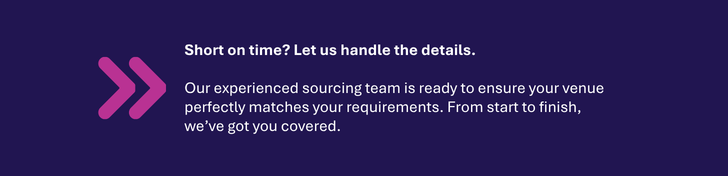 Short on time? Let us handle the details.
Our experienced sourcing team is ready to ensure your venue
perfectly matches your requirements. From start to finish,
we’ve got you covered.